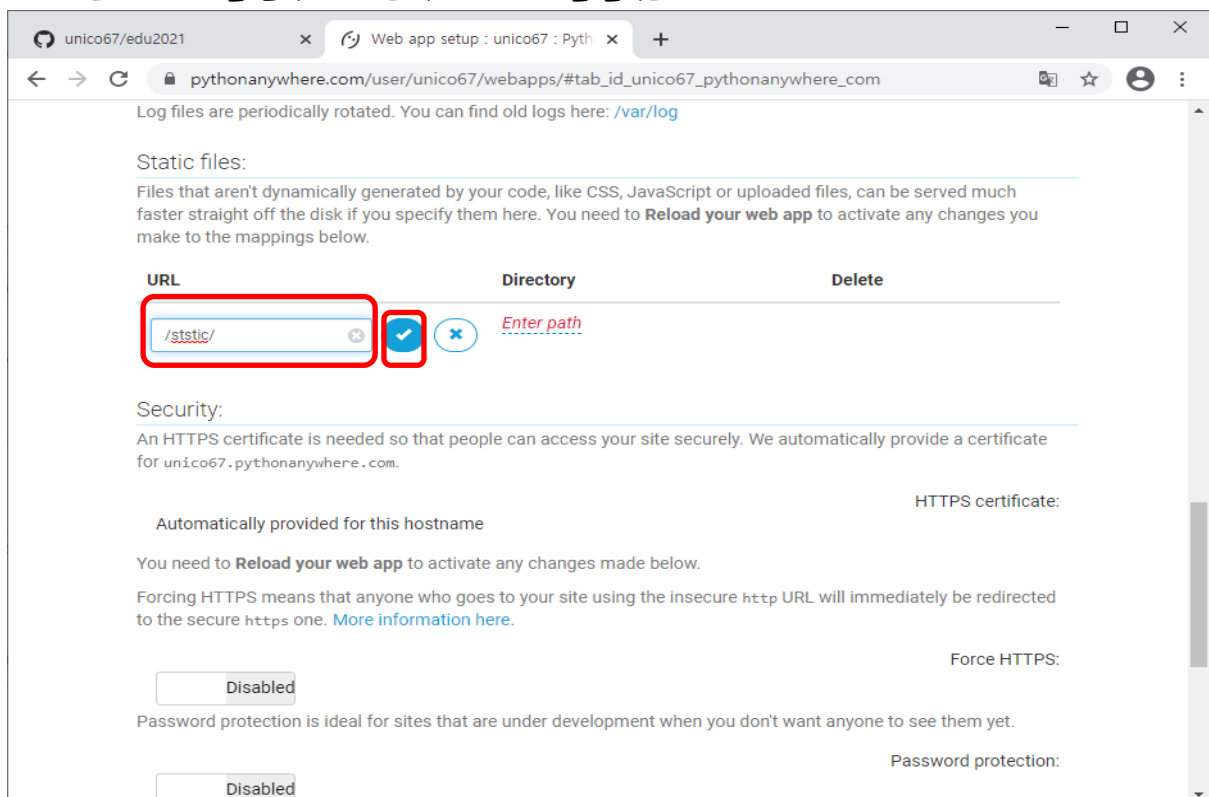 unico67/edu2021
Web app setup : unico67 : Pyth
pythonanywhere.com/user/unico67/webapps/#tab_id_unico67_pythonanywhere_com
Log files are periodically rotated. You can find old logs here: /var/log
Static files:
Files that aren't dynamically generated by your code, like CSS, JavaScript or uploaded files, can be served much
faster straight off the disk if you specify them here. You need to Reload your web app to activate any changes you
make to the mappings below.
URL Directory Delete
/ststic/ Enter path
Security:
An HTTPS certificate is needed so that people can access your site securely. We automatically provide a certificate
for unico67.pythonanywhere.com.
HTTPS certificate:
Automatically provided for this hostname
You need to Reload your web app to activate any changes made below.
Forcing HTTPS means that anyone who goes to your site using the insecure http URL will immediately be redirected
to the secure https one. More information here.
Force HTTPS:
Disabled
Password protection is ideal for sites that are under development when you don't want anyone to see them yet.
Password protection:
Disabled